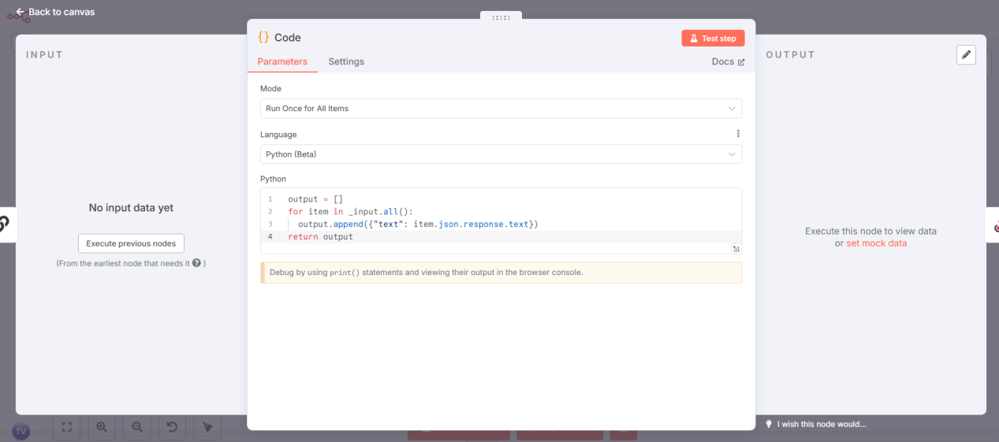 Back to canvas
INPUT
No input data yet
Execute previous nodes
(From the earliest node that needs it ? )
{} Code
Test step
Parameters
Settings
Docs
Mode
Run Once for All Items
Language
Python (Beta)
Python
1 output = []
2 for item in _input.all():
3 output.append({"text": item.json.response.text})
4 return output
Debug by using print() statements and viewing their output in the browser console.
OUTPUT
Execute this node to view data
or set mock data
TV
I wish this node would...